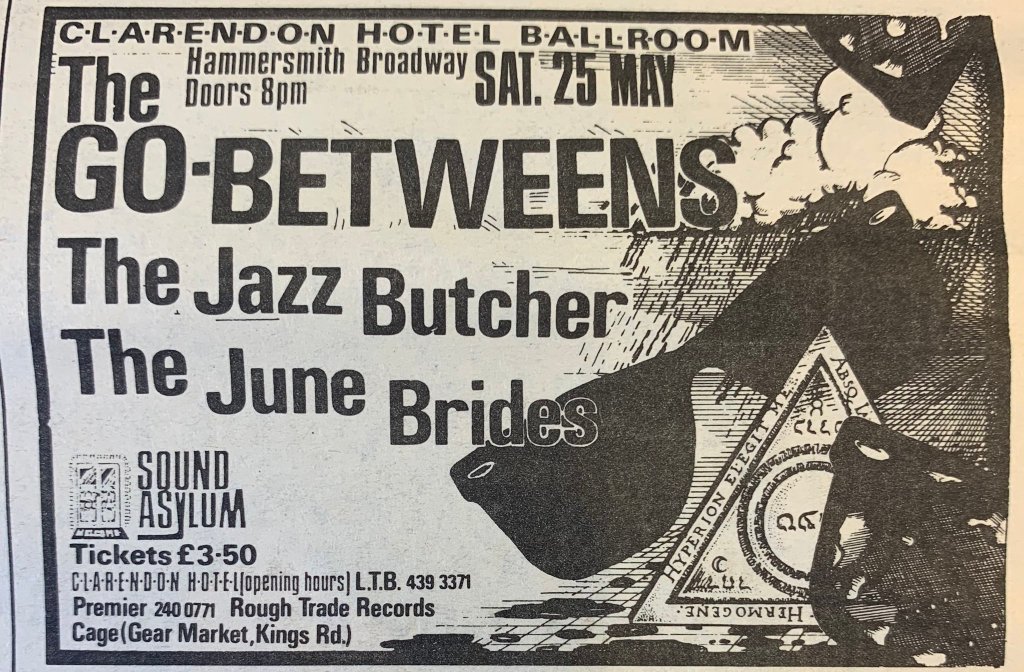 C·L·A·R·E·N·D·O·N H·O·T·E·L B·A·L·L·R·O·O·M
Hammersmith Broadway
Doors 8pm
SAT. 25 MAY
The
GO-BETWEENS
The Jazz Butcher
The June Brides
SOUND
ASYLUM
WELCOME
Tickets £3·50
C·L·A·R·E·N·D·O·N H·O·T·E·L(opening hours) L.T.B. 439 3371
Premier 240 0771 Rough Trade Records
Cage(Gear Market,Kings Rd.)
HYPERION ELEGIT ME.
HERMOGENE.